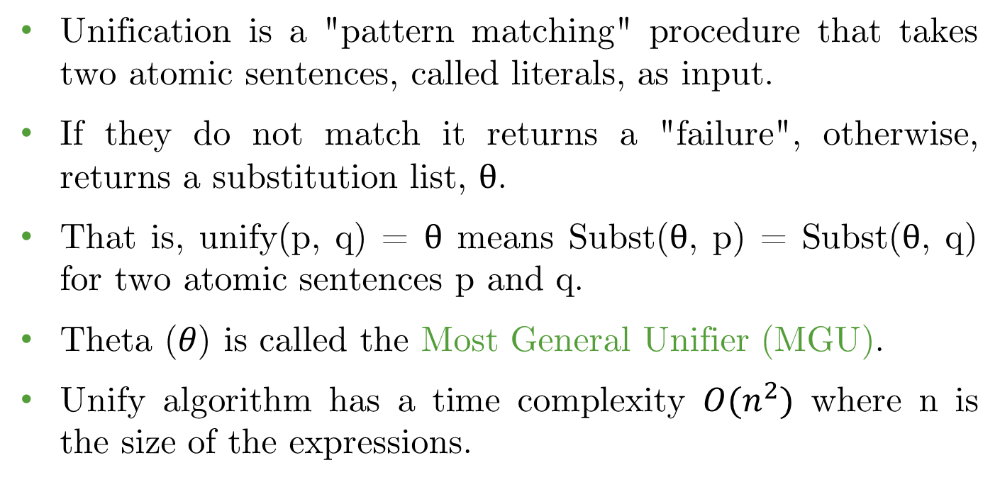 • Unification is a "pattern matching" procedure that takes
two atomic sentences, called literals, as input.
• If they do not match it returns a "failure", otherwise,
returns a substitution list, θ.
• That is, unify(p, q) = θ means Subst(θ, p) = Subst(θ, q)
for two atomic sentences p and q.
• Theta (θ) is called the Most General Unifier (MGU).
• Unify algorithm has a time complexity O(n²) where n is
the size of the expressions.